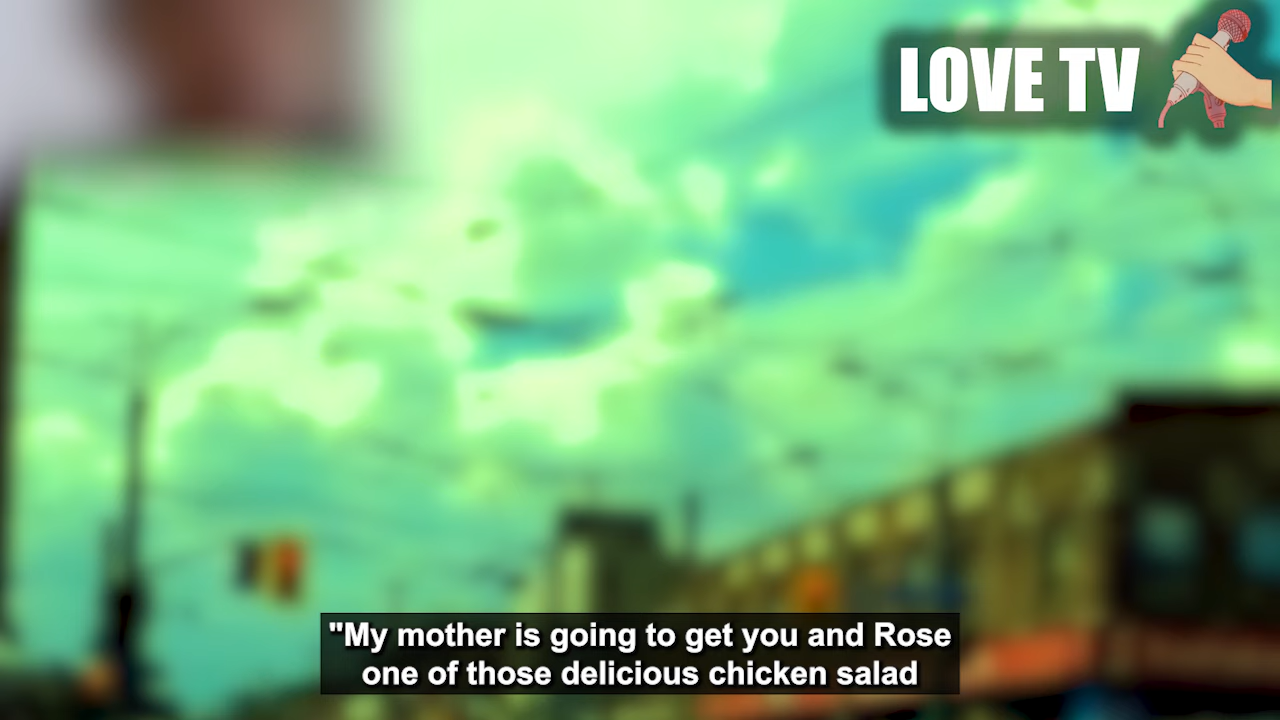 LOVE TV
"My mother is going to get you and Rose
one of those delicious chicken salad